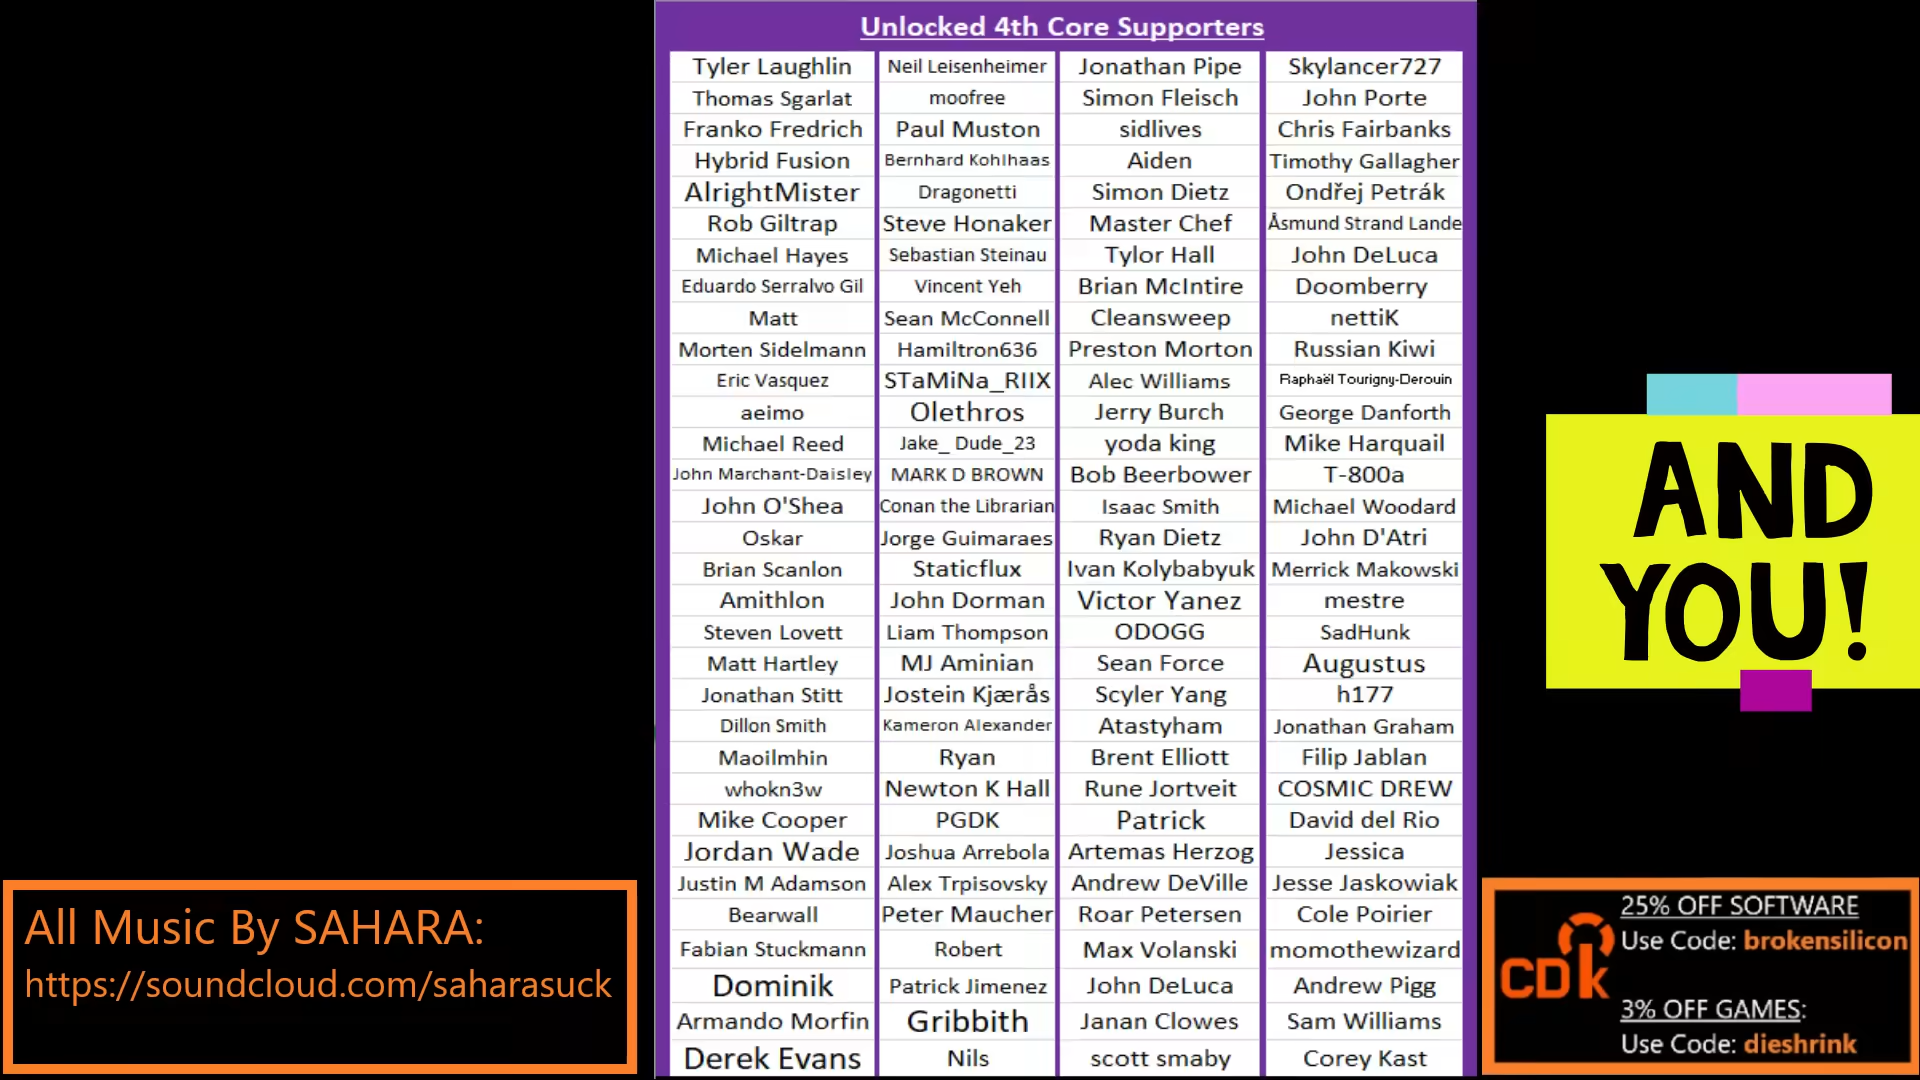 Unlocked 4th Core Supporters
Tyler Laughlin Neil Leisenheimer Jonathan Pipe Skylancer727
Thomas Sgarlat moofree Simon Fleisch John Porte
Franko Fredrich Paul Muston sidlives Chris Fairbanks
Hybrid Fusion Bernhard Kohlhaas Aiden Timothy Gallagher
AlrightMister Dragonetti Simon Dietz Ondřej Petrák
Rob Giltrap Steve Honaker Master Chef Åsmund Strand Lande
Michael Hayes Sebastian Steinau Tylor Hall John DeLuca
Eduardo Serralvo Gil Vincent Yeh Brian McIntire Doomberry
Matt Sean McConnell Cleansweep nettiK
Morten Sidelmann Hamiltron636 Preston Morton Russian Kiwi
Eric Vasquez STaMiNa_RIIX Alec Williams Raphaël Tourigny-Derouin
aeimo Olethros Jerry Burch George Danforth
Michael Reed Jake_ Dude_23 yoda king Mike Harquail
John Marchant-Daisley MARK D BROWN Bob Beerbower T-800a
John O'Shea Conan the Librarian Isaac Smith Michael Woodard
Oskar Jorge Guimaraes Ryan Dietz John D'Atri
Brian Scanlon Staticflux Ivan Kolybabyuk Merrick Makowski
Amithlon John Dorman Victor Yanez mestre
Steven Lovett Liam Thompson ODOGG SadHunk
Matt Hartley MJ Aminian Sean Force Augustus
Jonathan Stitt Jostein Kjærås Scyler Yang h177
Dillon Smith Kameron Alexander Atastyham Jonathan Graham
Maoilmhin Ryan Brent Elliott Filip Jablan
whokn3w Newton K Hall Rune Jortveit COSMIC DREW
Mike Cooper PGDK Patrick David del Rio
Jordan Wade Joshua Arrebola Artemas Herzog Jessica
Justin M Adamson Alex Trpisovsky Andrew DeVille Jesse Jaskowiak
Bearwall Peter Maucher Roar Petersen Cole Poirier
Fabian Stuckmann Robert Max Volanski momothewizard
Dominik Patrick Jimenez John DeLuca Andrew Pigg
Armando Morfin Gribbith Janan Clowes Sam Williams
Derek Evans Nils scott smaby Corey Kast
AND
YOU!
All Music By SAHARA:
https://soundcloud.com/saharasuck
CDk
25% OFF SOFTWARE
Use Code: brokensilicon
3% OFF GAMES:
Use Code: dieshrink